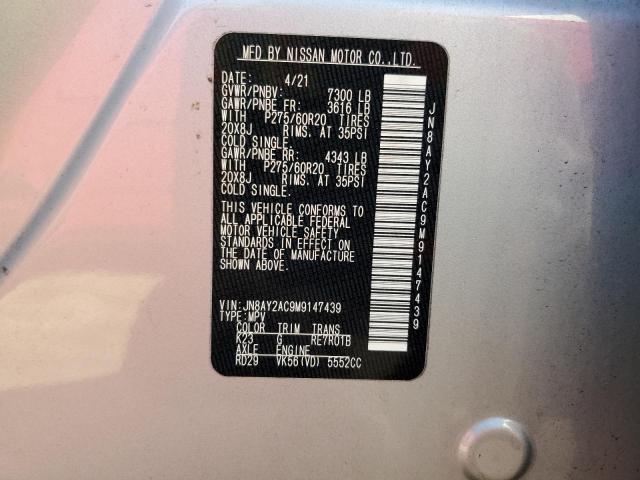 MFD BY NISSAN MOTOR CO.,LTD.
DATE: 4/21
GVWR/PNBV: 7300 LB
GAWR/PNBE FR: 3616 LB
WITH P275/60R20 TIRES
20X8J RIMS, AT 35PSI
COLD SINGLE.
GAWR/PNBE RR: 4343 LB
WITH P275/60R20 TIRES
20X8J RIMS, AT 35PSI
COLD SINGLE.
THIS VEHICLE CONFORMS TO
ALL APPLICABLE FEDERAL
MOTOR VEHICLE SAFETY
STANDARDS IN EFFECT ON
THE DATE OF MANUFACTURE
SHOWN ABOVE.
VIN:JN8AY2AC9M9147439
TYPE:MPV
COLOR TRIM TRANS
K23 G RE7R01B
AXLE ENGINE
RD29 VK56(VD) 5552CC
JN8AY2AC9M9147439